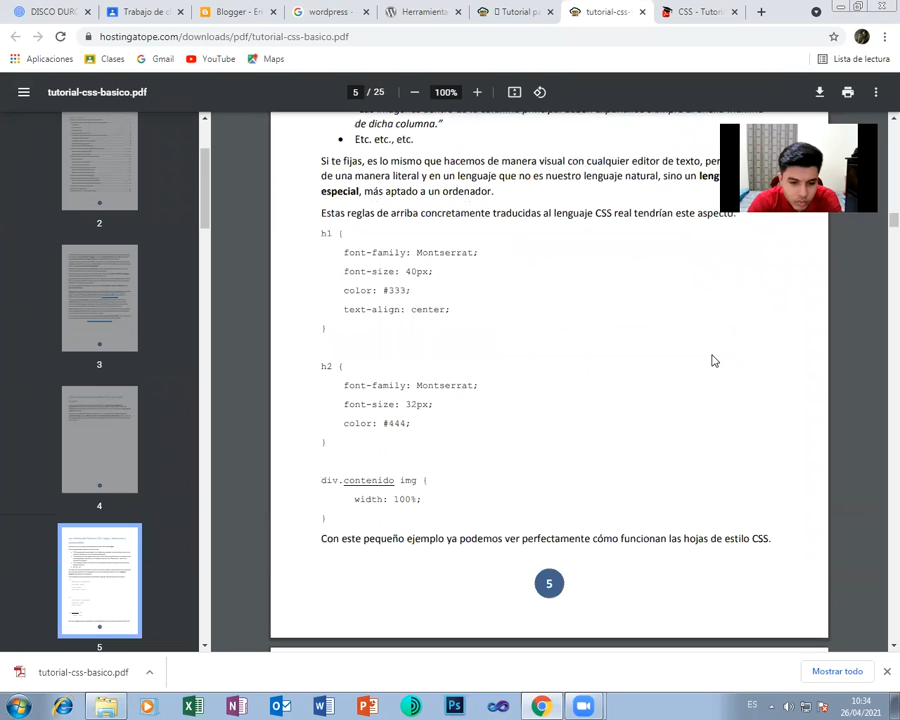 DISCO DURO
Trabajo de c
Blogger - En
wordpress -
Herramienta
Tutorial pa
tutorial-css-
CSS - Tutori
hostingatope.com/downloads/pdf/tutorial-css-basico.pdf
Aplicaciones
Clases
Gmail
YouTube
Maps
Lista de lectura
tutorial-css-basico.pdf
5 / 25
100%
de dicha columna.”
• Etc. etc., etc.
Si te fijas, es lo mismo que hacemos de manera visual con cualquier editor de texto, per
de una manera literal y en un lenguaje que no es nuestro lenguaje natural, sino un leng
especial, más aptado a un ordenador.
Estas reglas de arriba concretamente traducidas al lenguaje CSS real tendrían este aspecto:
h1 {
font-family: Montserrat;
font-size: 40px;
color: #333;
text-align: center;
}
h2 {
font-family: Montserrat;
font-size: 32px;
color: #444;
}
div.contenido img {
width: 100%;
}
Con este pequeño ejemplo ya podemos ver perfectamente cómo funcionan las hojas de estilo CSS.
5
2
3
4
5
tutorial-css-basico.pdf
Mostrar todo
ES
10:34
26/04/2021